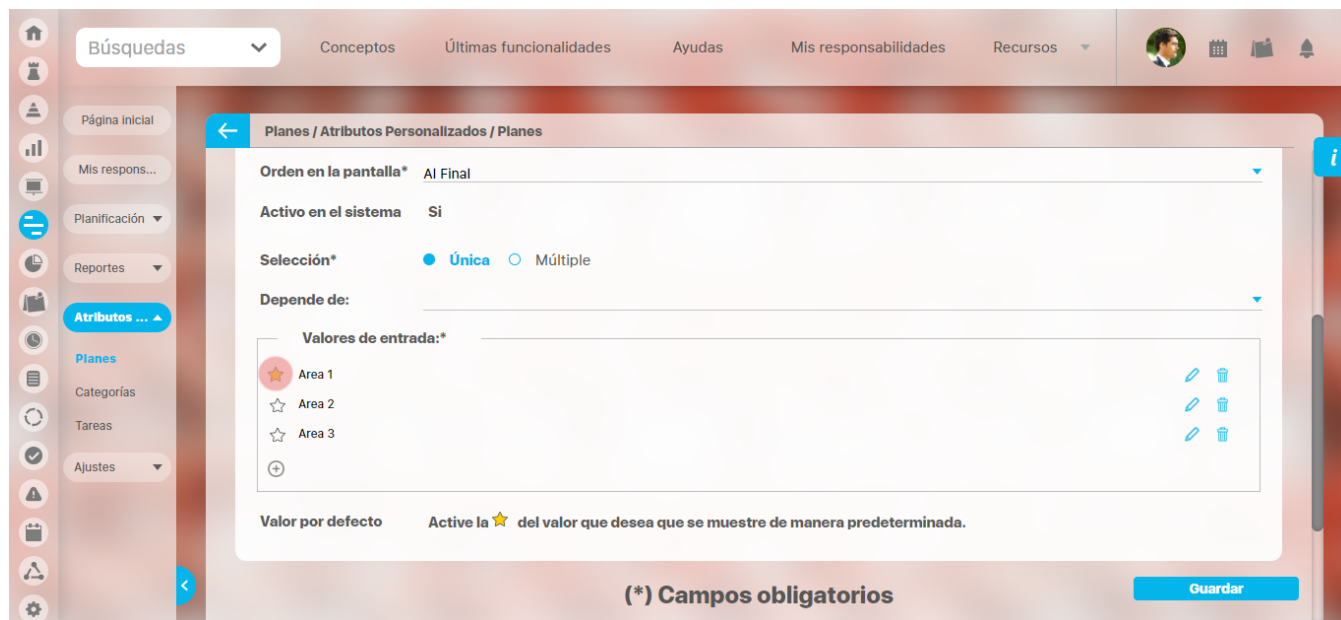 Búsquedas
Conceptos
Últimas funcionalidades
Ayudas
Mis responsabilidades
Recursos
Página inicial
Mis respons...
Planificación
Reportes
Atributos ...
Planes
Categorías
Tareas
Ajustes
Planes / Atributos Personalizados / Planes
i
Orden en la pantalla* Al Final
Activo en el sistema Si
Selección* Única Múltiple
Depende de:
Valores de entrada:*
Area 1
Area 2
Area 3
Valor por defecto Active la del valor que desea que se muestre de manera predeterminada.
(*) Campos obligatorios
Guardar